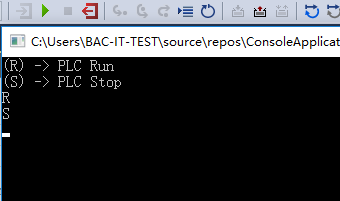 C:\Users\BAC-IT-TEST\source\repos\ConsoleApplicat
(R) -> PLC Run
(S) -> PLC Stop
R
S